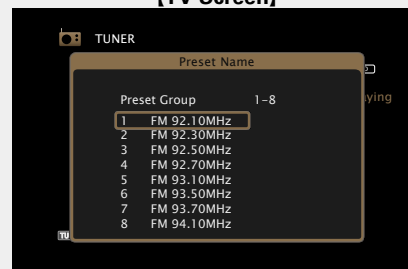 【TV Screen】
TUNER
Preset Name
Preset Group 1-8
1 FM 92.10MHz
2 FM 92.30MHz
3 FM 92.50MHz
4 FM 92.70MHz
5 FM 93.10MHz
6 FM 93.50MHz
7 FM 93.70MHz
8 FM 94.10MHz